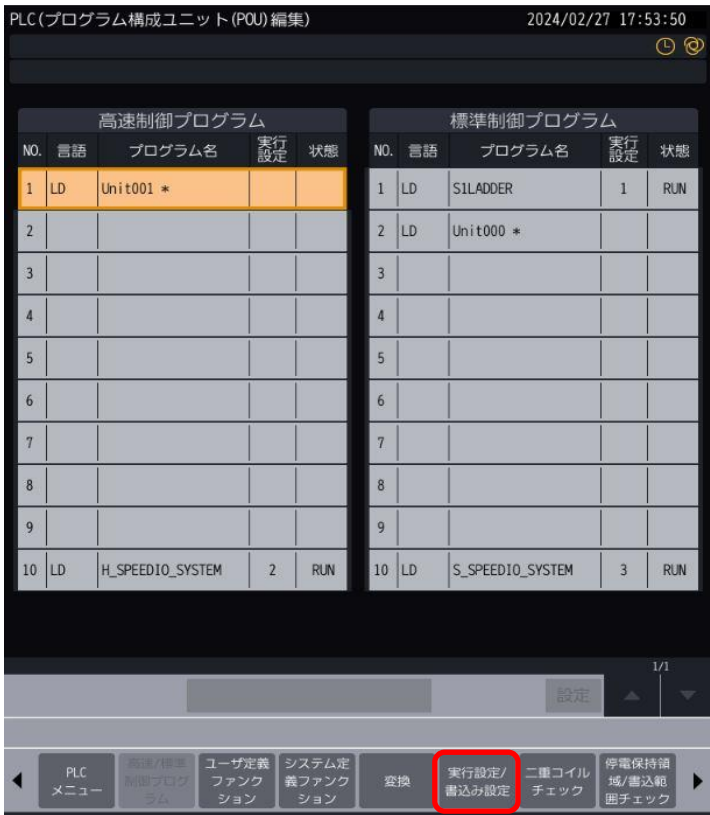 PLC(プログラム構成ユニット(POU)編集) 2024/02/27 17:53:50
高速制御プログラム
NO. 言語 プログラム名 実行設定 状態
1 LD Unit001 *
2
3
4
5
6
7
8
9
10 LD H_SPEEDIO_SYSTEM 2 RUN
標準制御プログラム
NO. 言語 プログラム名 実行設定 状態
1 LD S1LADDER 1 RUN
2 LD Unit000 *
3
4
5
6
7
8
9
10 LD S_SPEEDIO_SYSTEM 3 RUN
1/1
設定
PLC
メニュー
高速/標準
制御プログ
ラム
ユーザ定義
ファンク
ション
システム定
義ファンク
ション
変換
実行設定/
書込み設定
二重コイル
チェック
停電保持領
域/書込範
囲チェック